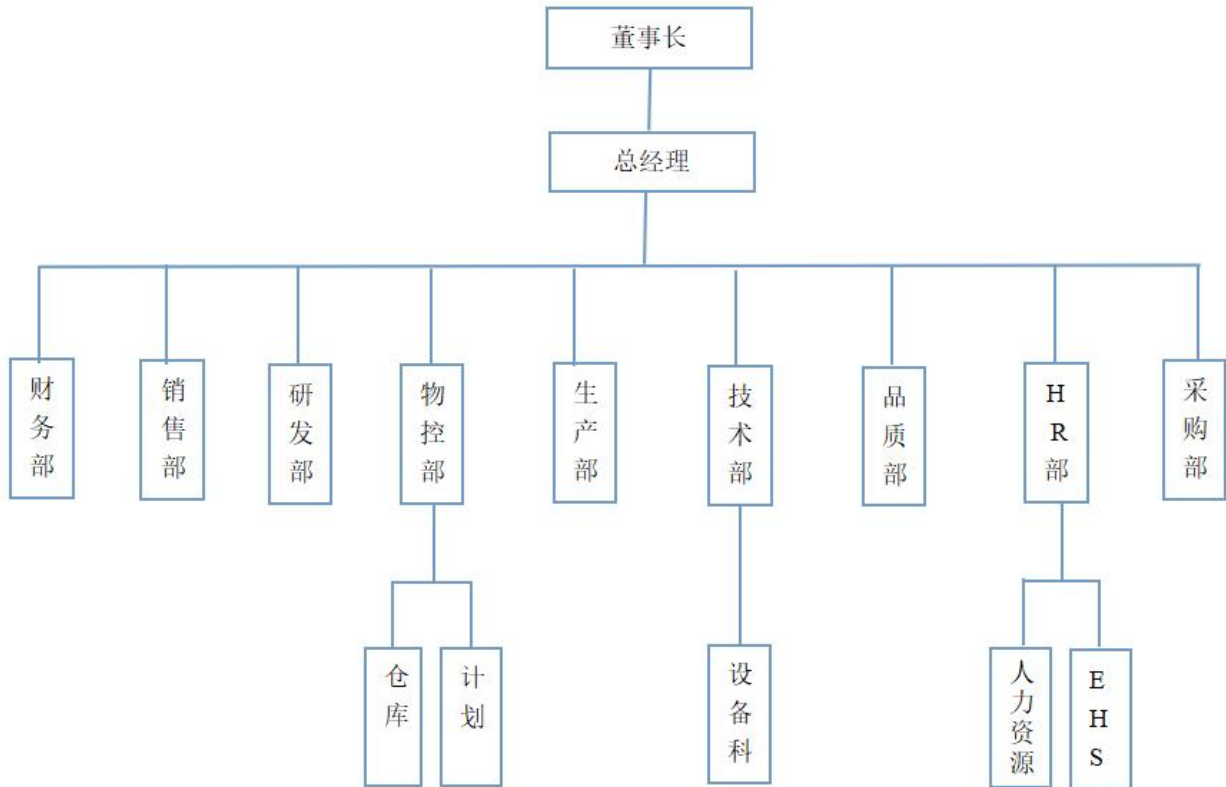 董事长
总经理
财务部
销售部
研发部
物控部
生产部
技术部
品质部
HR部
采购部
仓库
计划
设备科
人力资源
EHS